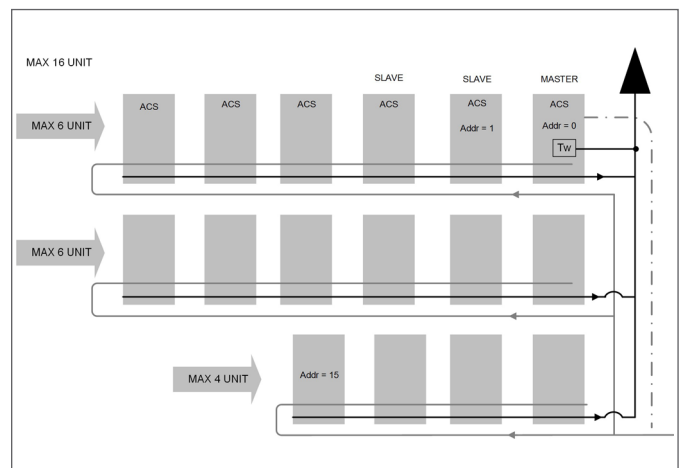 MAX 16 UNIT
SLAVE SLAVE MASTER
MAX 6 UNIT
ACS ACS ACS ACS ACS ACS
Addr = 1 Addr = 0
Tw
MAX 6 UNIT
MAX 4 UNIT
Addr = 15